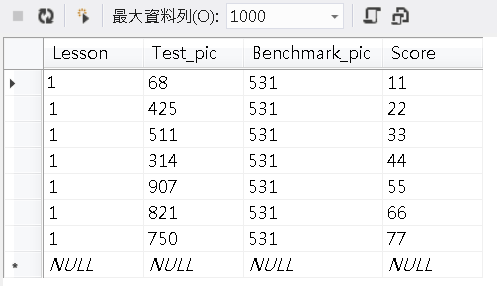 最大資料列(O): 1000
Lesson Test_pic Benchmark_pic Score
1 68 531 11
1 425 531 22
1 511 531 33
1 314 531 44
1 907 531 55
1 821 531 66
1 750 531 77
NULL NULL NULL NULL